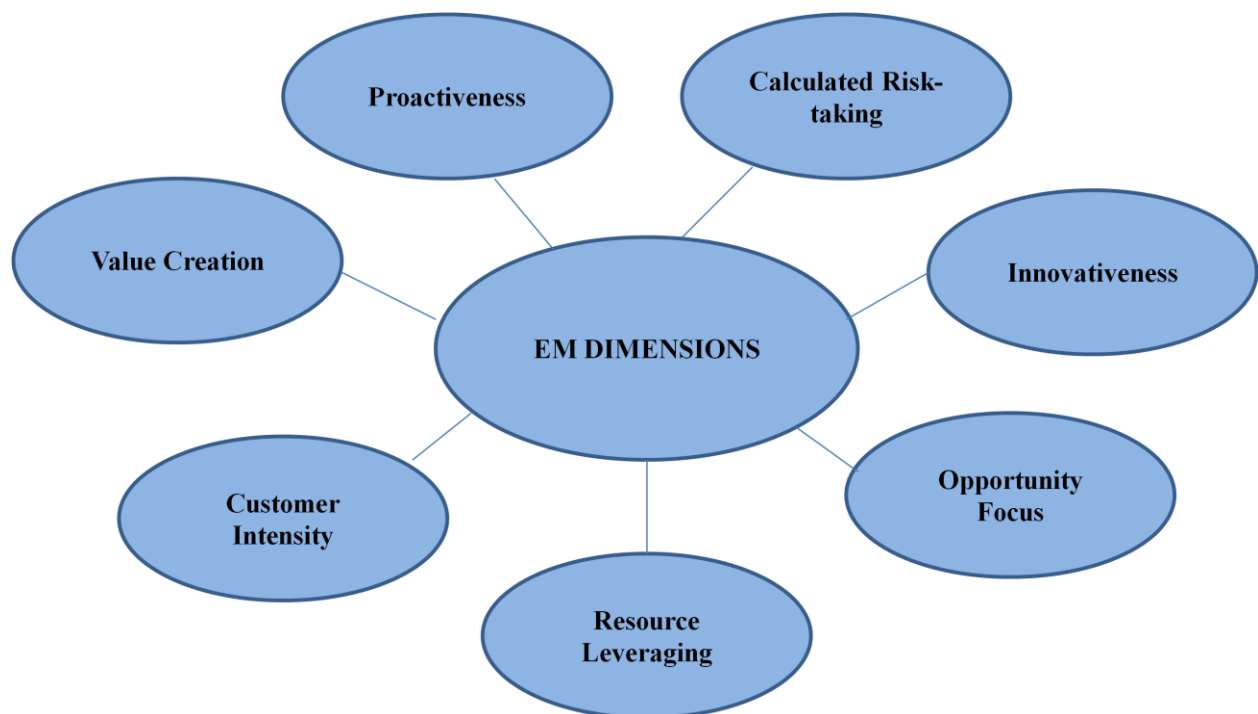 Proactiveness
Calculated Risk-
taking
Value Creation
Innovativeness
EM DIMENSIONS
Customer
Intensity
Opportunity
Focus
Resource
Leveraging